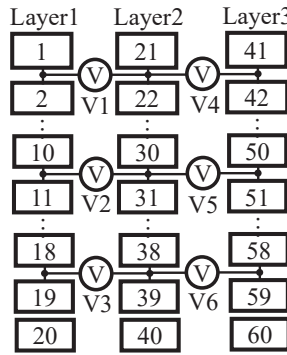 Layer1 Layer2 Layer3
1 V 21 V 41
2 V1 22 V4 42
10 30 50
V V
11 V2 31 V5 51
18 38 58
V V
19 V3 39 V6 59
20 40 60